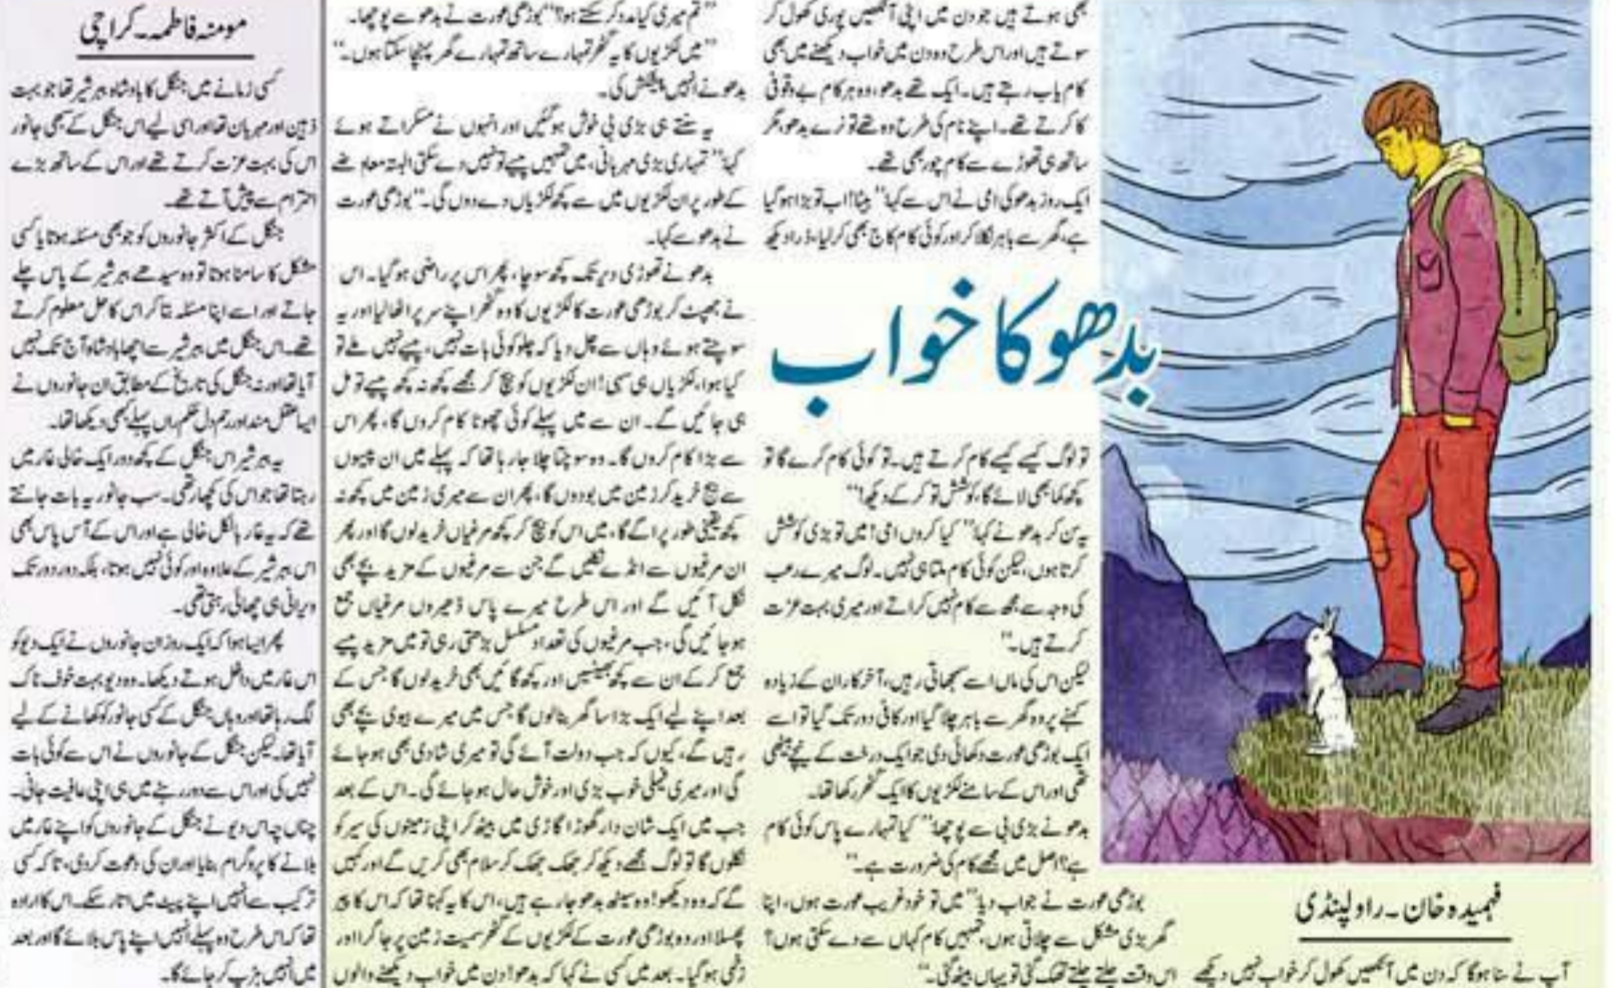 بدھو کا خواب
فہمیدہ خان۔راولپنڈی
آپ نے سنا ہوگا کہ دن میں آنکھیں کھول کر خواب نہیں دیکھے
بھی ہوتے ہیں جو دن میں اپنی آنکھیں پوری کھول کر
سوتے ہیں اور اس طرح وہ دن میں خواب دیکھنے میں بھی
کام یاب رہتے ہیں۔ایک تھے بدھو، وہ ہر کام بے وقوفی
کا کرتے تھے۔ اپنے نام کی طرح وہ تھے تو نرے بدھو، مگر
ساتھ ہی تھوڑے سے کام چور بھی تھے۔
ایک روز بدھو کی امی نے اس سے کہا:”بیٹا! اب تو بڑا ہوگیا
ہے، گھر سے باہر نکلا کر اور کوئی کام کاج بھی کرلیا، ذرا دیکھ
تو لوگ کیسے کیسے کام کرتے ہیں۔تو کوئی کام کرے گا تو
کچھ کما بھی لائے گا، کوشش تو کرکے دیکھ!“
یہ سن کر بدھو نے کہا:”کیا کروں امی! میں تو بڑی کوشش
کرتا ہوں، لیکن کوئی کام ملتا ہی نہیں۔ لوگ میرے رعب
کی وجہ سے مجھ سے کام نہیں کراتے اور میری بہت عزت
کرتے ہیں۔“
لیکن اس کی ماں اسے سمجھاتی رہیں، آخرکار ان کے زیادہ
کہنے پر وہ گھر سے باہر چلا گیا اور کافی دور تک گیا تو اسے
ایک بوڑھی عورت دکھائی دی جو ایک درخت کے نیچے بیٹھی
تھی اور اس کے سامنے لکڑیوں کا ایک گٹھر رکھا تھا۔
بدھو نے بڑی بی سے پوچھا:”کیا تمہارے پاس کوئی کام
ہے؟ اصل میں مجھے کام کی ضرورت ہے۔“
بوڑھی عورت نے جواب دیا:”میں تو خود غریب عورت ہوں، اپنا
گھر بڑی مشکل سے چلاتی ہوں، تمہیں کام کہاں سے دے سکتی ہوں؟
اس وقت چلتے چلتے تھک گئی تو یہاں بیٹھ گئی۔“
”تم میری کیا مدد کرسکتے ہو؟“ بوڑھی عورت نے بدھو سے پوچھا۔
”میں لکڑیوں کا یہ گٹھر تمہارے ساتھ تمہارے گھر پہنچا سکتا ہوں۔“
بدھو نے انہیں پیشکش کی۔
یہ سنتے ہی بڑی بی خوش ہوگئیں اور انہوں نے مسکراتے ہوئے
کہا:”تمہاری بڑی مہربانی، میں تمہیں پیسے تو نہیں دے سکتی البتہ معاوضے
کے طور پر ان لکڑیوں میں سے کچھ لکڑیاں دے دوں گی۔“ بوڑھی عورت
نے بدھو سے کہا۔
بدھو نے تھوڑی دیر تک کچھ سوچا، پھر اس پر راضی ہوگیا۔ اس
نے جھپٹ کر بوڑھی عورت کا لکڑیوں کا وہ گٹھر اپنے سر پر اٹھالیا اور یہ
سوچتے ہوئے وہاں سے چل دیا کہ چلو کوئی بات نہیں، پیسے نہیں ملے تو
کیا ہوا، لکڑیاں ہی سہی! ان لکڑیوں کو بیچ کر مجھے کچھ نہ کچھ پیسے تو مل
ہی جائیں گے۔ ان سے میں پہلے کوئی چھوٹا کام کروں گا، پھر اس
سے بڑا کام کروں گا۔ وہ سوچتا چلا جارہا تھا کہ پہلے میں ان پیسوں
سے بیج خرید کر زمین میں بودوں گا، پھر ان سے میری زمین میں کچھ نہ
کچھ یقینی طور پر اگے گا، میں اس کو بیچ کر کچھ مرغیاں خرید لوں گا اور پھر
ان مرغیوں سے انڈے نکلیں گے جن سے مرغیوں کے مزید بچے بھی
نکل آئیں گے اور اس طرح میرے پاس ڈھیروں مرغیاں جمع
ہوجائیں گی، جب مرغیوں کی تعداد مسلسل بڑھتی رہی تو میں مزید پیسے
جمع کرکے ان سے کچھ بھینسیں اور کچھ گائیں بھی خرید لوں گا جس کے
بعد اپنے لیے ایک بڑا سا گھر بنالوں گا جس میں میرے بیوی بچے بھی
رہیں گے، کیوں کہ جب دولت آئے گی تو میری شادی بھی ہوجائے
گی اور میری فیملی خوب بڑی اور خوش حال ہوجائے گی۔ اس کے بعد
جب میں ایک شان دار گھوڑا گاڑی میں بیٹھ کر اپنی زمینوں کی سیر کو
نکلوں گا تو لوگ مجھے دیکھ کر جھک جھک کر سلام بھی کریں گے اور کہیں
گے کہ وہ دیکھو! وہ سیٹھ بدھو جارہے ہیں، اس کا یہ کہنا تھا کہ اس کا پیر
پھسلا اور وہ بوڑھی عورت کے لکڑیوں کے گٹھر سمیت زمین پر جاگرا اور
زخمی ہوگیا۔ بعد میں کسی نے کہا کہ بدھو! دن میں خواب دیکھنے والوں
مومنہ فاطمہ۔کراچی
کسی زمانے میں جنگل کا بادشاہ ببر شیر تھا جو بہت
ذہین اور مہربان تھا اور اسی لیے اس جنگل کے سبھی جانور
اس کی بہت عزت کرتے تھے اور اس کے ساتھ بڑے
احترام سے پیش آتے تھے۔
جنگل کے اکثر جانوروں کو جو بھی مسئلہ ہوتا یا کسی
مشکل کا سامنا ہوتا تو وہ سیدھے ببر شیر کے پاس چلے
جاتے اور اسے اپنا مسئلہ بتا کر اس کا حل معلوم کرتے
تھے۔ اس جنگل میں ببر شیر سے اچھا بادشاہ آج تک نہیں
آیا تھا اور نہ جنگل کی تاریخ کے مطابق ان جانوروں نے
ایسا عقل مند اور رحم دل حکم راں پہلے کبھی دیکھا تھا۔
یہ ببر شیر اس جنگل کے کچھ دور ایک خالی غار میں
رہتا تھا جو اس کی کچھار تھی۔ سب جانور یہ بات جانتے
تھے کہ یہ غار بالکل خالی ہے اور اس کے آس پاس بھی
اس ببر شیر کے علاوہ اور کوئی نہیں ہوتا، بلکہ دور دور تک
ویرانی ہی چھائی رہتی تھی۔
پھر ایسا ہوا کہ ایک روز ان جانوروں نے ایک دیو کو
اس غار میں داخل ہوتے دیکھا۔ وہ دیو بہت خوف ناک
لگ رہا تھا اور وہاں جنگل کے کسی جانور کو کھانے کے لیے
آیا تھا۔ لیکن جنگل کے جانوروں نے اس سے کوئی بات
نہیں کی اور اس سے دور رہنے میں ہی اپنی عافیت جانی۔
چناں چہ اس دیو نے جنگل کے جانوروں کو اپنے غار میں
بلانے کا پروگرام بنایا اور ان کی دعوت کردی، تاکہ کسی
ترکیب سے انہیں اپنے پیٹ میں اتار سکے۔ اس کا ارادہ
تھا کہ اس طرح وہ پہلے انہیں اپنے پاس بلائے گا اور بعد
میں انہیں ہڑپ کر جائے گا۔